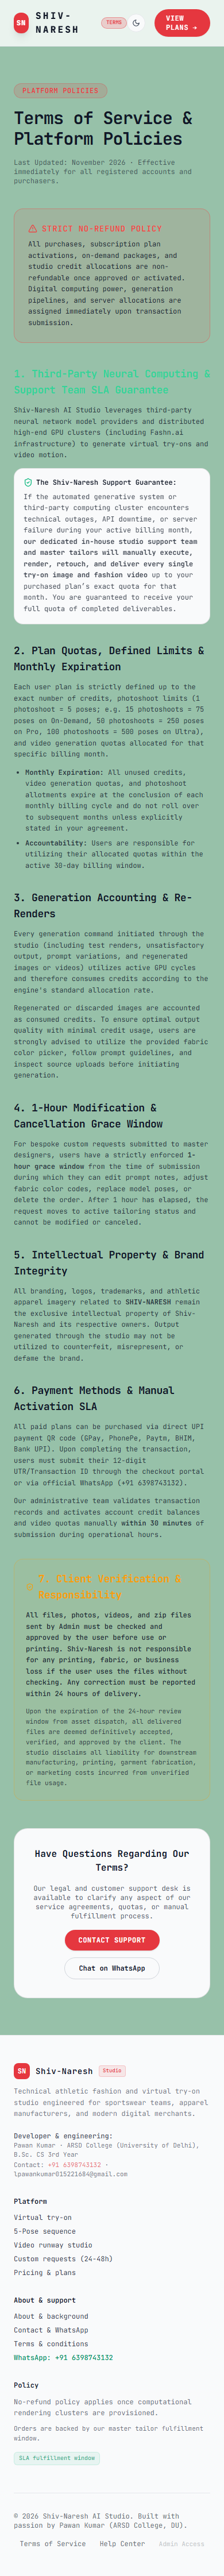 SN
SHIV-
NARESH
TERMS
VIEW
PLANS →
PLATFORM POLICIES
Terms of Service &
Platform Policies
Last Updated: November 2026 · Effective
immediately for all registered accounts and
purchasers.
STRICT NO-REFUND POLICY
All purchases, subscription plan
activations, on-demand packages, and
studio credit allocations are non-
refundable once approved or activated.
Digital computing power, generation
pipelines, and server allocations are
assigned immediately upon transaction
submission.
1. Third-Party Neural Computing &
Support Team SLA Guarantee
Shiv-Naresh AI Studio leverages third-party
neural network model providers and distributed
high-end GPU clusters (including Fashn.ai
infrastructure) to generate virtual try-ons and
video motion.
The Shiv-Naresh Support Guarantee:
If the automated generative system or
third-party computing cluster encounters
technical outages, API downtime, or server
failure during your active billing month,
our dedicated in-house studio support team
and master tailors will manually execute,
render, retouch, and deliver every single
try-on image and fashion video up to your
purchased plan's exact quota for that
month. You are guaranteed to receive your
full quota of completed deliverables.
2. Plan Quotas, Defined Limits &
Monthly Expiration
Each user plan is strictly defined up to the
exact number of credits, photoshoot limits (1
photoshoot = 5 poses; e.g. 15 photoshoots = 75
poses on On-Demand, 50 photoshoots = 250 poses
on Pro, 100 photoshoots = 500 poses on Ultra),
and video generation quotas allocated for that
specific billing month.
• Monthly Expiration: All unused credits,
video generation quotas, and photoshoot
allotments expire at the conclusion of each
monthly billing cycle and do not roll over
to subsequent months unless explicitly
stated in your agreement.
• Accountability: Users are responsible for
utilizing their allocated quotas within the
active 30-day billing window.
3. Generation Accounting & Re-
Renders
Every generation command initiated through the
studio (including test renders, unsatisfactory
output, prompt variations, and regenerated
images or videos) utilizes active GPU cycles
and therefore consumes credits according to the
engine's standard allocation rate.
Regenerated or discarded images are accounted
as consumed credits. To ensure optimal output
quality with minimal credit usage, users are
strongly advised to utilize the provided fabric
color picker, follow prompt guidelines, and
inspect source uploads before initiating
generation.
4. 1-Hour Modification &
Cancellation Grace Window
For bespoke custom requests submitted to master
designers, users have a strictly enforced 1-
hour grace window from the time of submission
during which they can edit prompt notes, adjust
fabric color codes, replace model poses, or
delete the order. After 1 hour has elapsed, the
request moves to active tailoring status and
cannot be modified or canceled.
5. Intellectual Property & Brand
Integrity
All branding, logos, trademarks, and athletic
apparel imagery related to SHIV-NARESH remain
the exclusive intellectual property of Shiv-
Naresh and its respective owners. Output
generated through the studio may not be
utilized to counterfeit, misrepresent, or
defame the brand.
6. Payment Methods & Manual
Activation SLA
All paid plans can be purchased via direct UPI
payment QR code (GPay, PhonePe, Paytm, BHIM,
Bank UPI). Upon completing the transaction,
users must submit their 12-digit
UTR/Transaction ID through the checkout portal
or via official WhatsApp (+91 6398743132).
Our administrative team validates transaction
records and activates account credit balances
and video quotas manually within 30 minutes of
submission during operational hours.
7. Client Verification &
Responsibility
All files, photos, videos, and zip files
sent by Admin must be checked and
approved by the user before use or
printing. Shiv-Naresh is not responsible
for any printing, fabric, or business
loss if the user uses the files without
checking. Any correction must be reported
within 24 hours of delivery.
Upon the expiration of the 24-hour review
window from asset dispatch, all delivered
files are deemed definitively accepted,
verified, and approved by the client. The
studio disclaims all liability for downstream
manufacturing, printing, garment fabrication,
or marketing costs incurred from unverified
file usage.
Have Questions Regarding Our
Terms?
Our legal and customer support desk is
available to clarify any aspect of our
service agreements, quotas, or manual
fulfillment process.
CONTACT SUPPORT
Chat on WhatsApp
SN
Shiv-Naresh
Studio
Technical athletic fashion and virtual try-on
studio engineered for sportswear teams, apparel
manufacturers, and modern digital merchants.
Developer & engineering:
Pawan Kumar · ARSD College (University of Delhi),
B.Sc. CS 3rd Year
Contact: +91 6398743132 ·
lpawankumar015221684@gmail.com
Platform
Virtual try-on
5-Pose sequence
Video runway studio
Custom requests (24-48h)
Pricing & plans
About & support
About & background
Contact & WhatsApp
Terms & conditions
WhatsApp: +91 6398743132
Policy
No-refund policy applies once computational
rendering clusters are provisioned.
Orders are backed by our master tailor fulfillment
window.
SLA fulfillment window
© 2026 Shiv-Naresh AI Studio. Built with
passion by Pawan Kumar (ARSD College, DU).
Terms of Service
Help Center
Admin Access